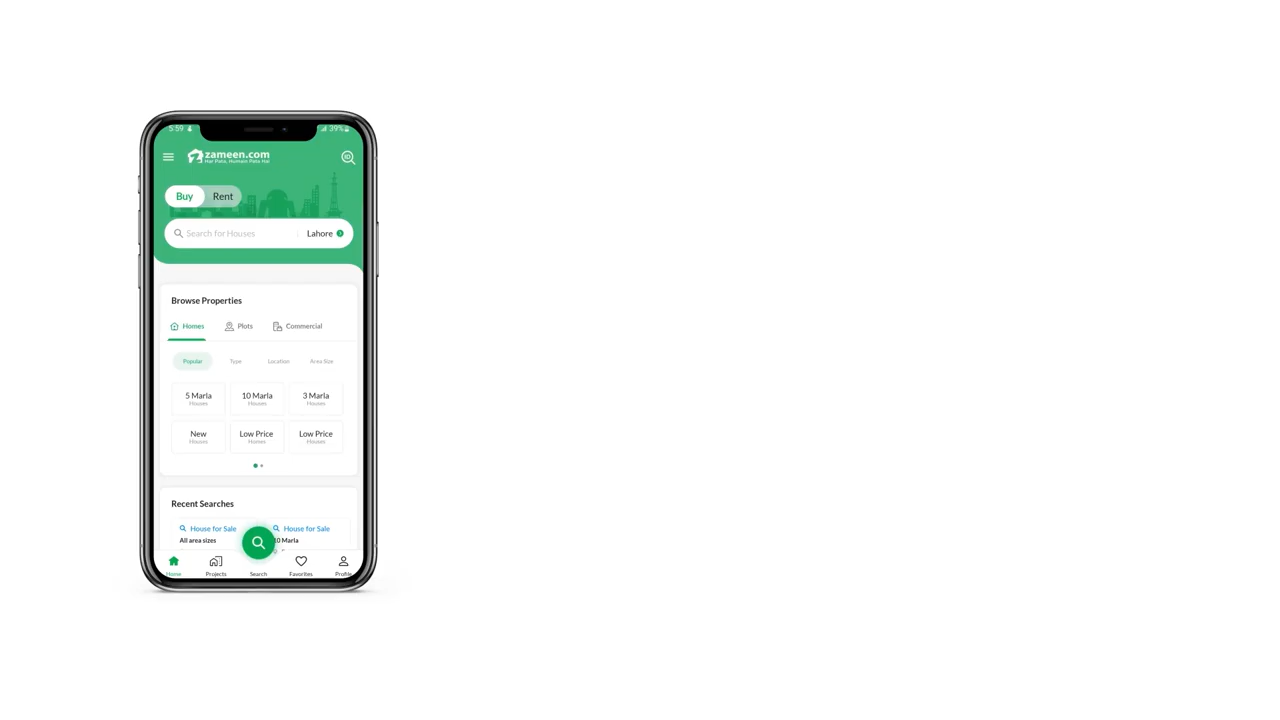 5:59 39%
zameen.com
Har Pata, Humain Pata Hai
ID
Buy Rent
Search for Houses Lahore
Browse Properties
Homes Plots Commercial
Popular Type Location Area Size
5 Marla 10 Marla 3 Marla
Houses Houses Houses
New Low Price Low Price
Houses Homes Houses
Recent Searches
House for Sale House for Sale
All area sizes 10 Marla
Home Projects Search Favorites Profile